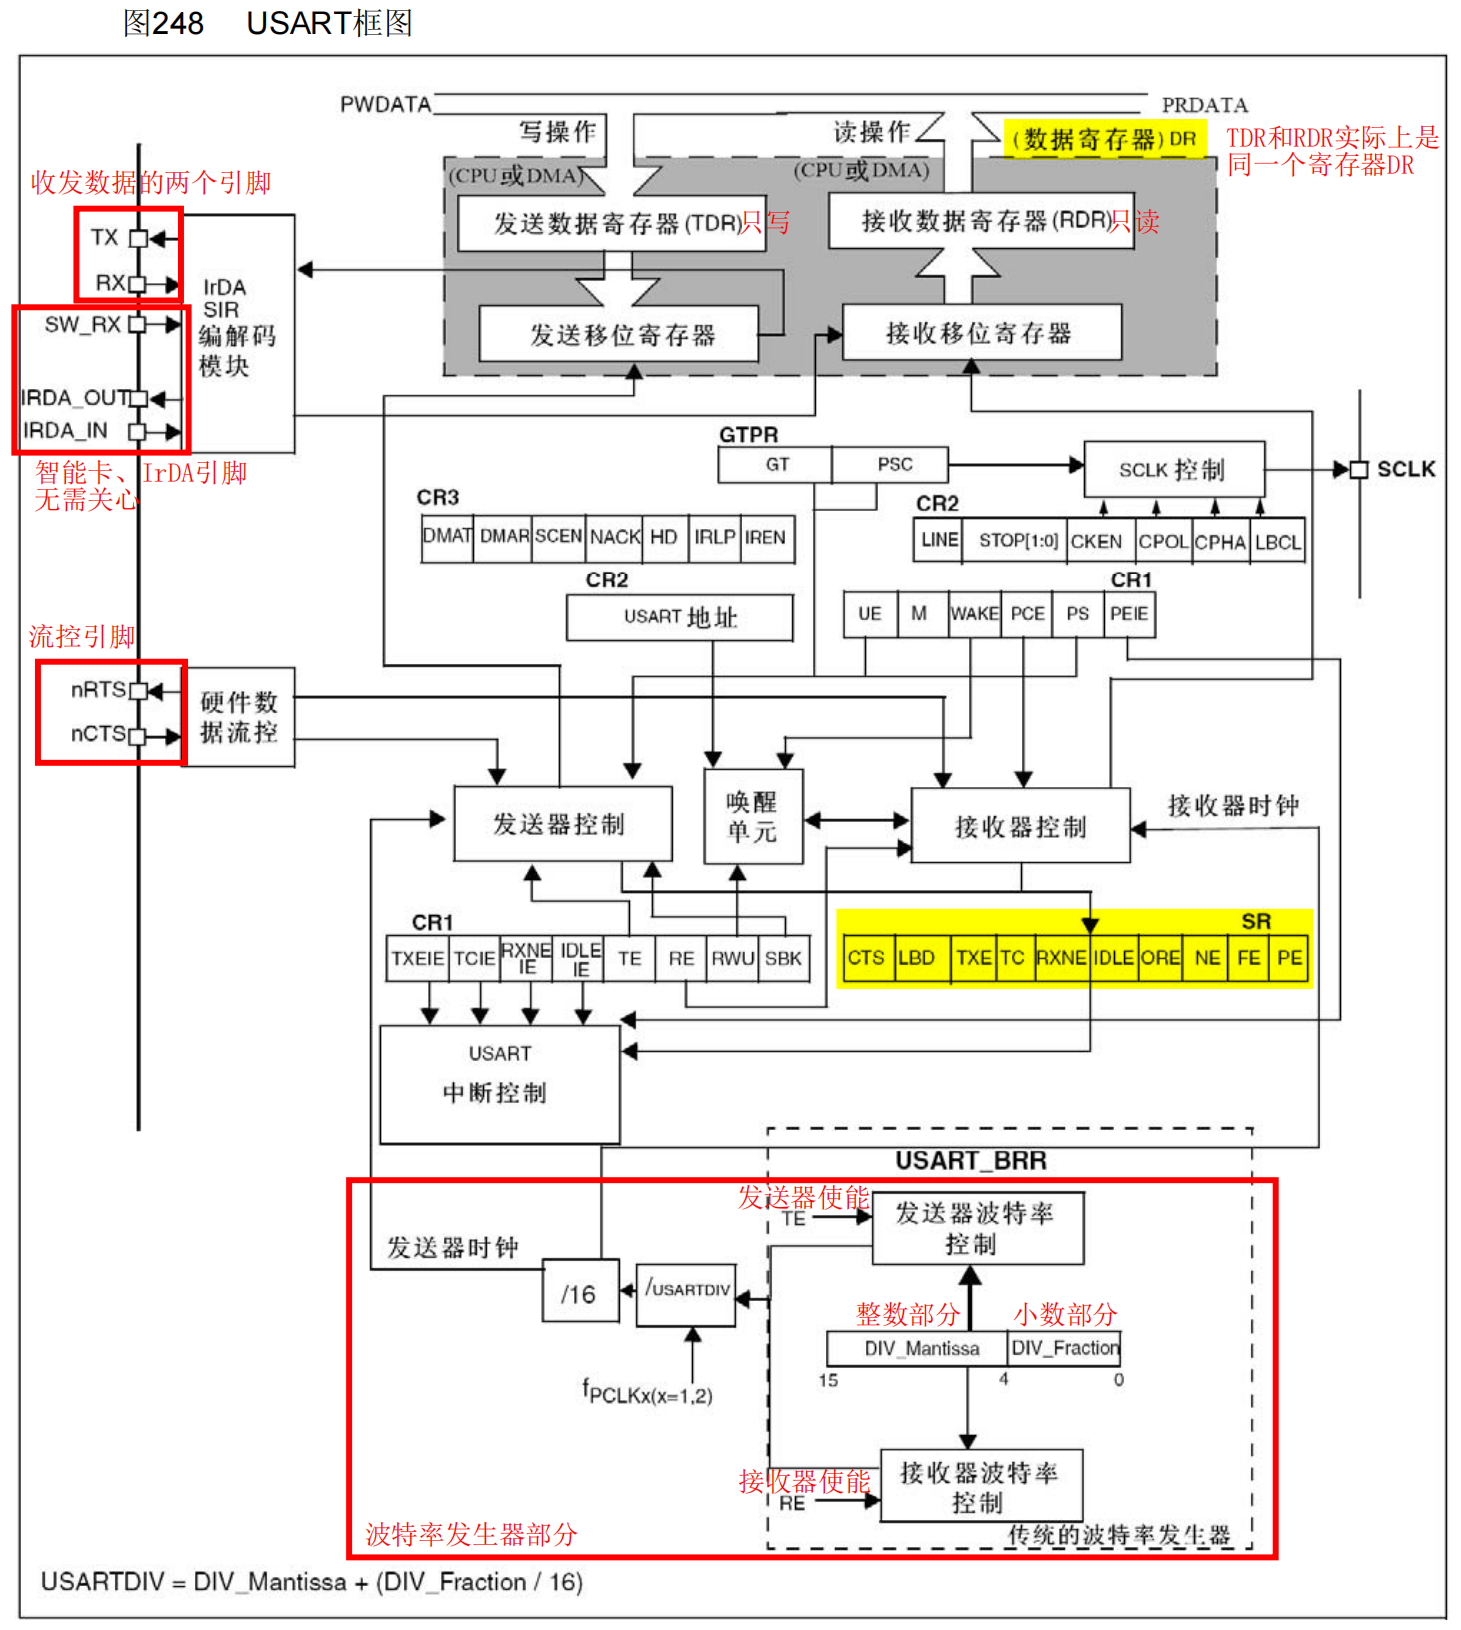 图248 USART框图
PWDATA
PRDATA
写操作
读操作
(数据寄存器) DR
TDR和RDR实际上是
同一个寄存器DR
(CPU或DMA)
(CPU或DMA)
收发数据的两个引脚
发送数据寄存器(TDR)只写
接收数据寄存器(RDR)只读
TX
RX
IrDA
SIR
编解码
模块
SW_RX
发送移位寄存器
接收移位寄存器
IRDA_OUT
IRDA_IN
智能卡、IrDA引脚
无需关心
GTPR
GT
PSC
SCLK 控制
SCLK
CR3
DMAT DMAR SCEN NACK HD IRLP IREN
CR2
LINE STOP[1:0] CKEN CPOL CPHA LBCL
CR2
USART 地址
CR1
UE M WAKE PCE PS PEIE
流控引脚
nRTS
nCTS
硬件数
据流控
发送器控制
唤醒
单元
接收器控制
接收器时钟
CR1
TXEIE TCIE RXNE IE IDLE IE TE RE RWU SBK
SR
CTS LBD TXE TC RXNE IDLE ORE NE FE PE
USART
中断控制
USART_BRR
发送器使能
TE
发送器波特率
控制
发送器时钟
/16
/USARTDIV
整数部分 小数部分
DIV_Mantissa DIV_Fraction
15 4 0
fPCLKx(x=1,2)
接收器使能
RE
接收器波特率
控制
传统的波特率发生器
波特率发生器部分
USARTDIV = DIV_Mantissa + (DIV_Fraction / 16)